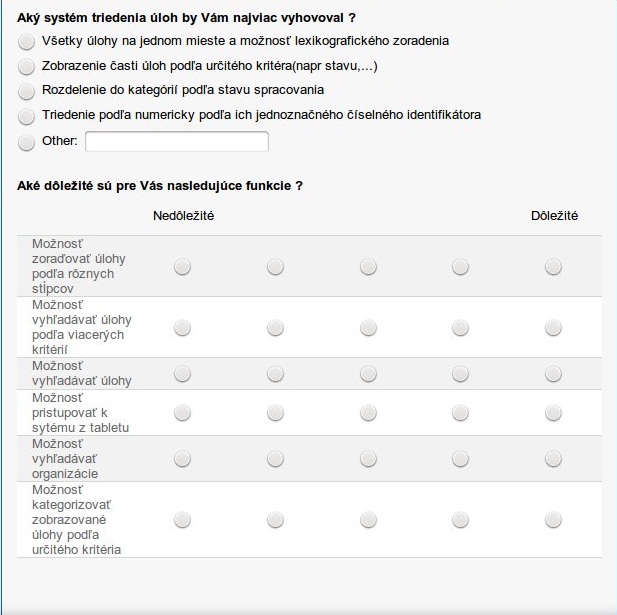 Aký systém triedenia úloh by Vám najviac vyhovoval ?
Všetky úlohy na jednom mieste a možnosť lexikografického zoradenia
Zobrazenie časti úloh podľa určitého kritéra(napr stavu,...)
Rozdelenie do kategórií podľa stavu spracovania
Triedenie podľa numericky podľa ich jednoznačného číselného identifikátora
Other:
Aké dôležité sú pre Vás nasledujúce funkcie ?
Nedôležité Dôležité
Možnosť
zoraďovať úlohy
podľa rôznych
stĺpcov
Možnosť
vyhľadávať úlohy
podľa viacerých
kritérií
Možnosť
vyhľadávať úlohy
Možnosť
pristupovať k
sytému z tabletu
Možnosť
vyhľadávať
organizácie
Možnosť
kategorizovať
zobrazované
úlohy podľa
určitého kritéria